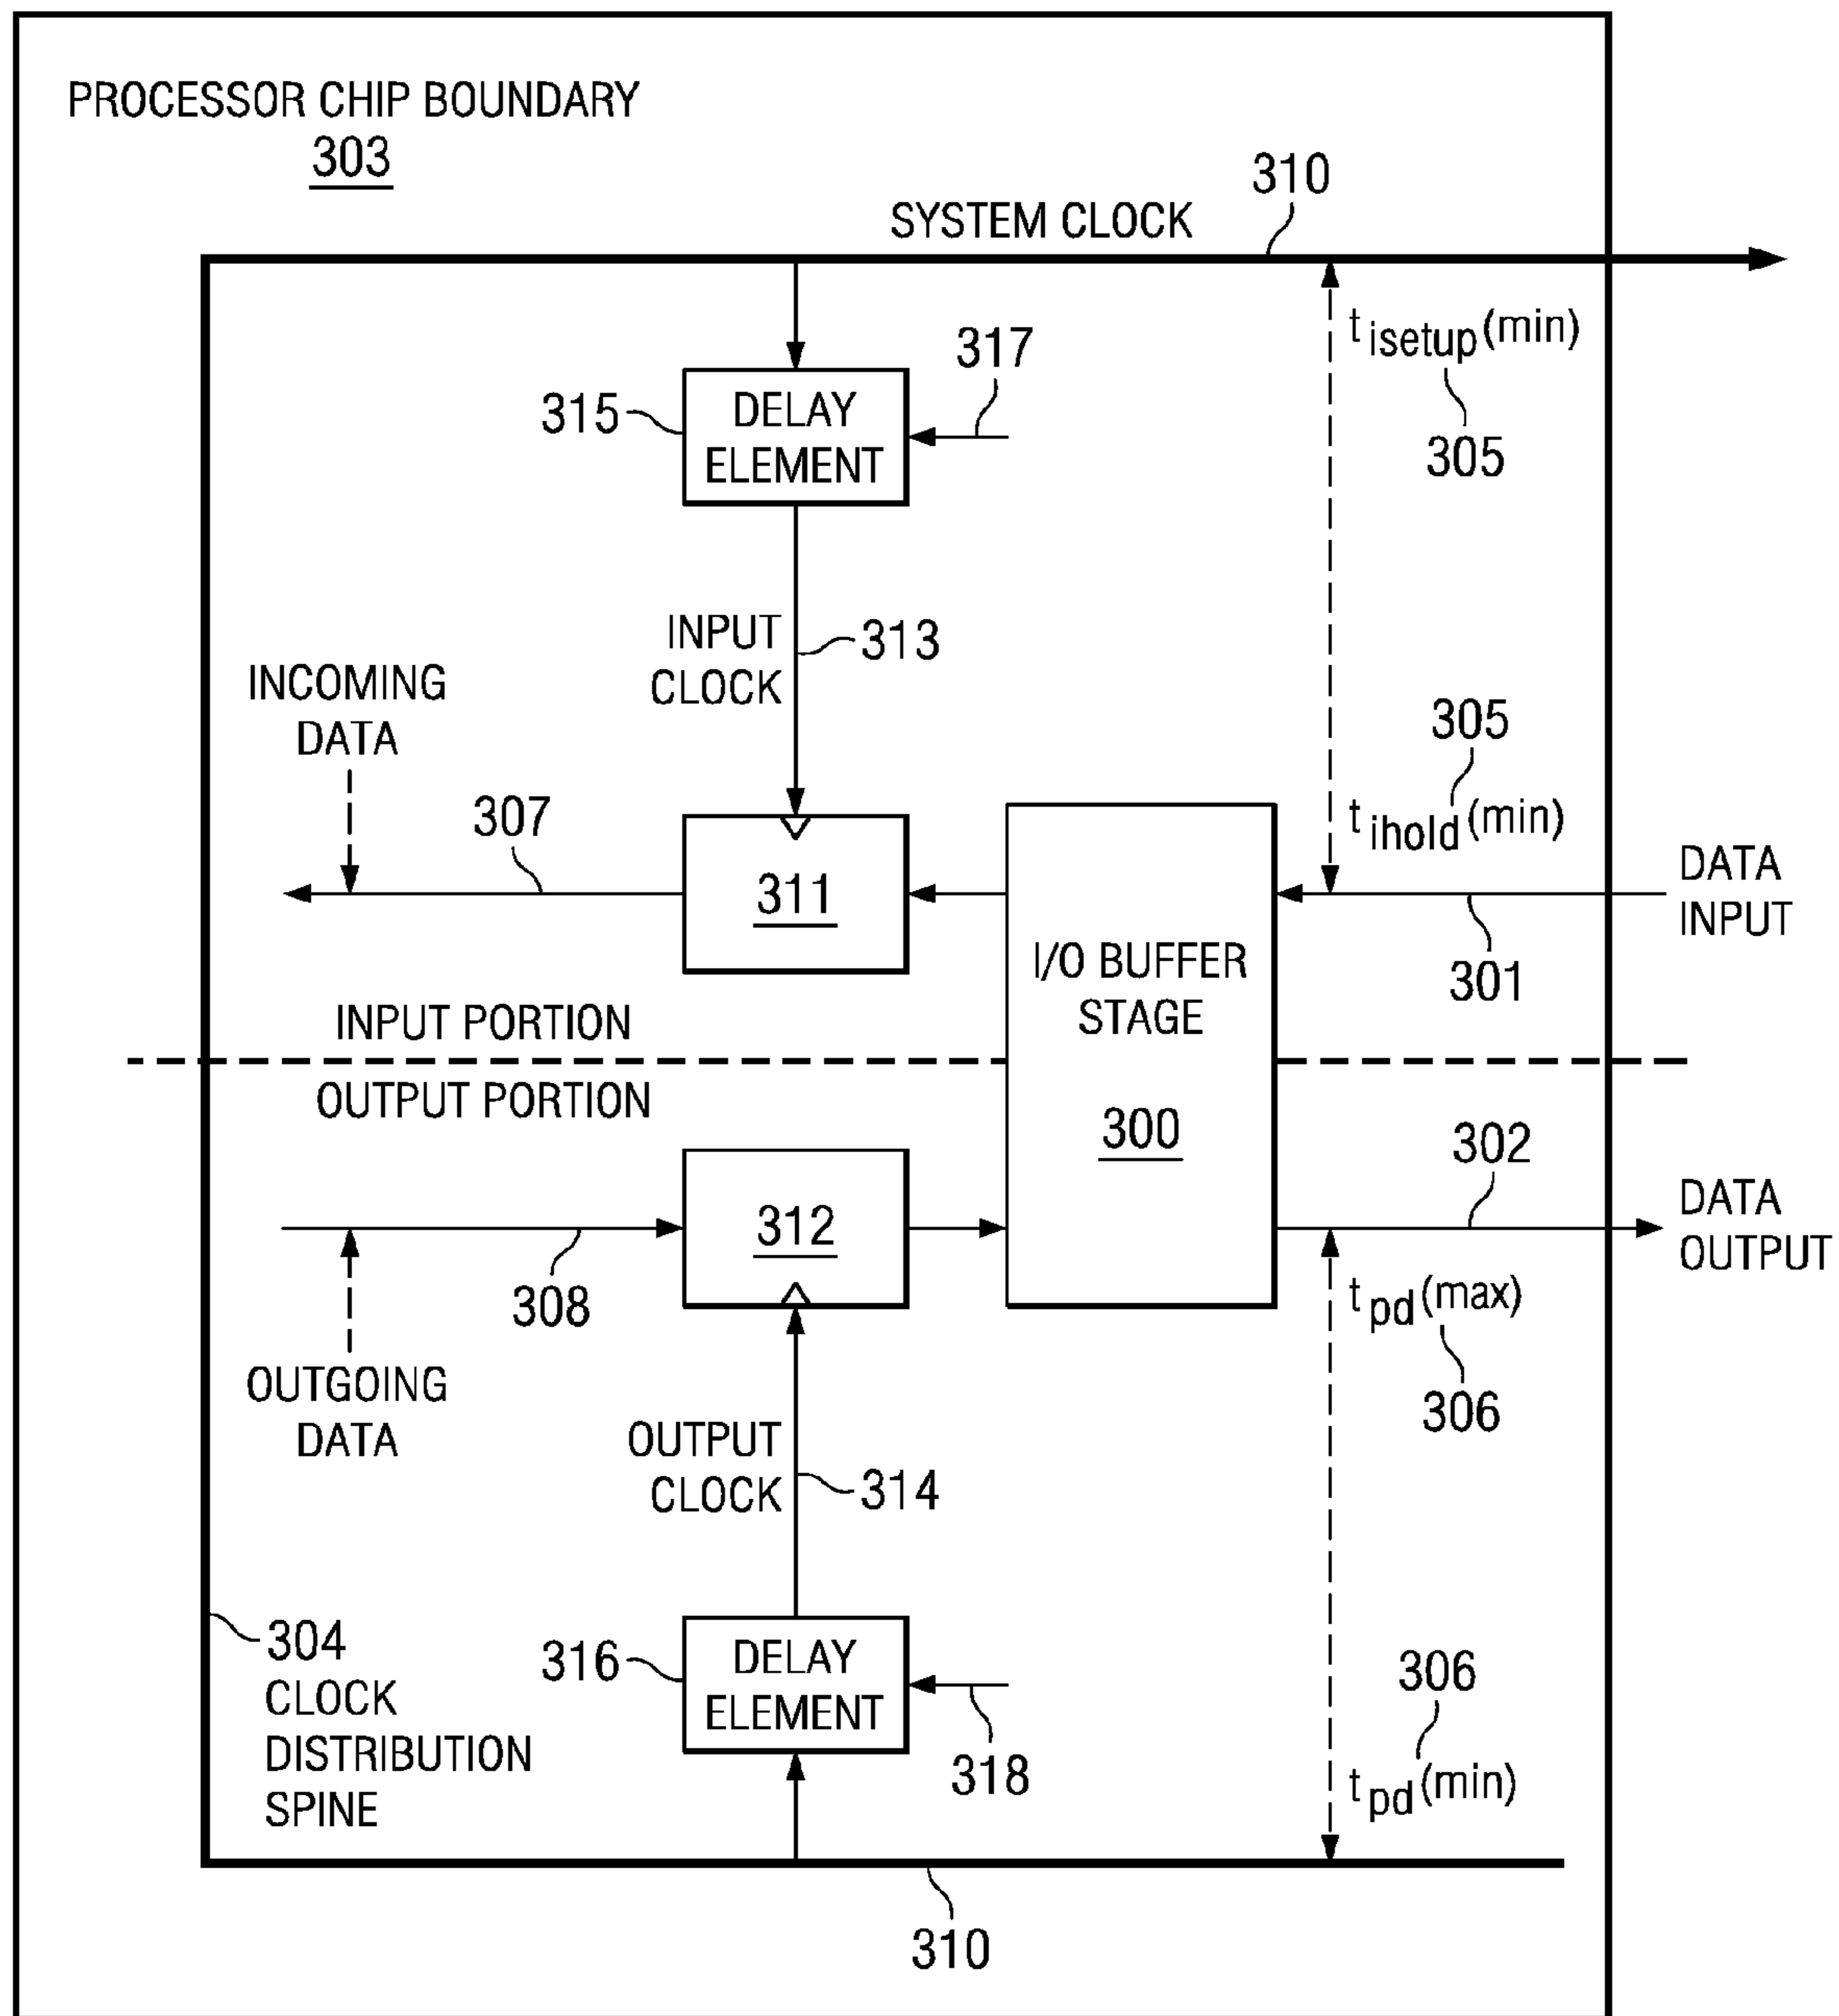 PROCESSOR CHIP BOUNDARY
303
310
SYSTEM CLOCK
t isetup (min)
317
315
DELAY
ELEMENT
305
INPUT
CLOCK
313
INCOMING
DATA
305
307
t ihold (min)
DATA
INPUT
311
I/O BUFFER
STAGE
301
INPUT PORTION
OUTPUT PORTION
300
302
312
DATA
OUTPUT
308
t pd (max)
306
OUTGOING
DATA
OUTPUT
CLOCK
314
304
CLOCK
DISTRIBUTION
SPINE
316
DELAY
ELEMENT
306
318
t pd (min)
310